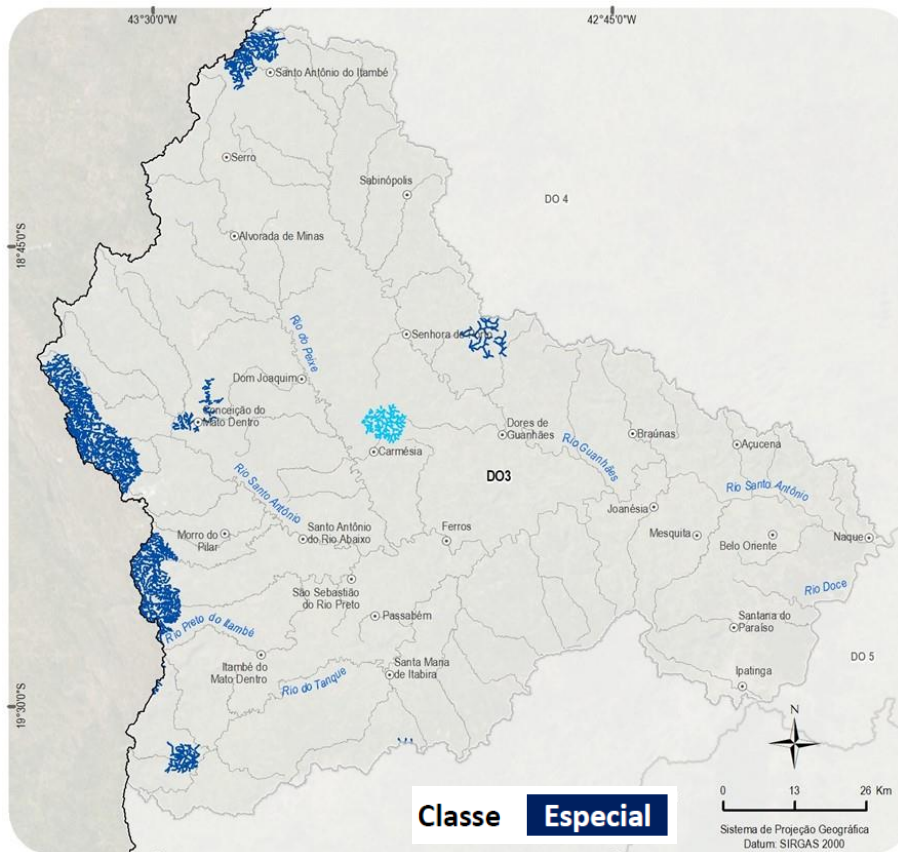 43°30'0"W
42°45'0"W
Santo Antônio do Itambé
Serro
Sabinópolis
DO 4
18°45'0"S
Alvorada de Minas
Rio do Peixe
Senhora do Porto
Dom Joaquim
Conceição do
Mato Dentro
Dores de
Guanhães
Rio Guanhães
Braúnas
Açucena
Carmésia
DO3
Rio Santo Antônio
Rio Santo Antônio
Joanésia
Morro do
Pilar
Santo Antônio
do Rio Abaixo
Ferros
Mesquita
Belo Oriente
Naque
São Sebastião
do Rio Preto
Rio Doce
Passabém
Rio Preto do Itambé
Santana do
Paraíso
Itambé do
Mato Dentro
Santa Maria
de Itabira
DO 5
Rio do Tanque
Ipatinga
19°30'0"S
N
Classe Especial
0 13 26 Km
Sistema de Projeção Geográfica
Datum: SIRGAS 2000